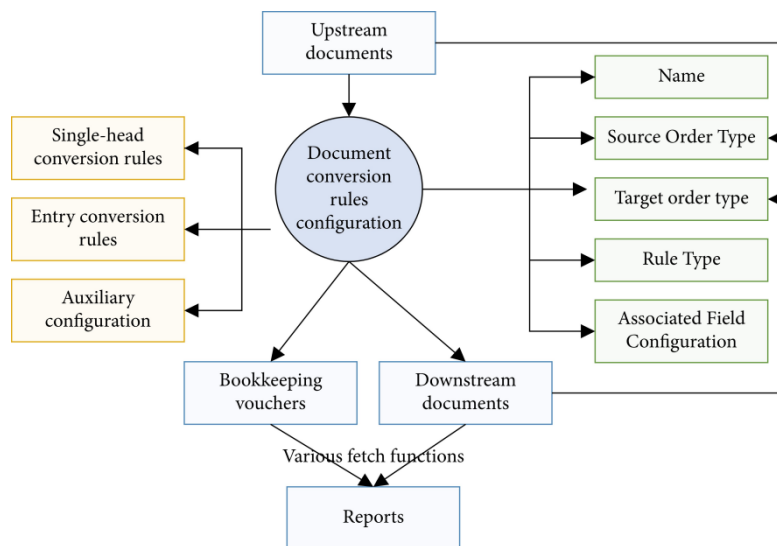 Upstream
documents
Name
Single-head
conversion rules
Source Order Type
Document
conversion
rules
configuration
Entry conversion
rules
Target order type
Rule Type
Auxiliary
configuration
Associated Field
Configuration
Bookkeeping
vouchers
Downstream
documents
Various fetch functions
Reports